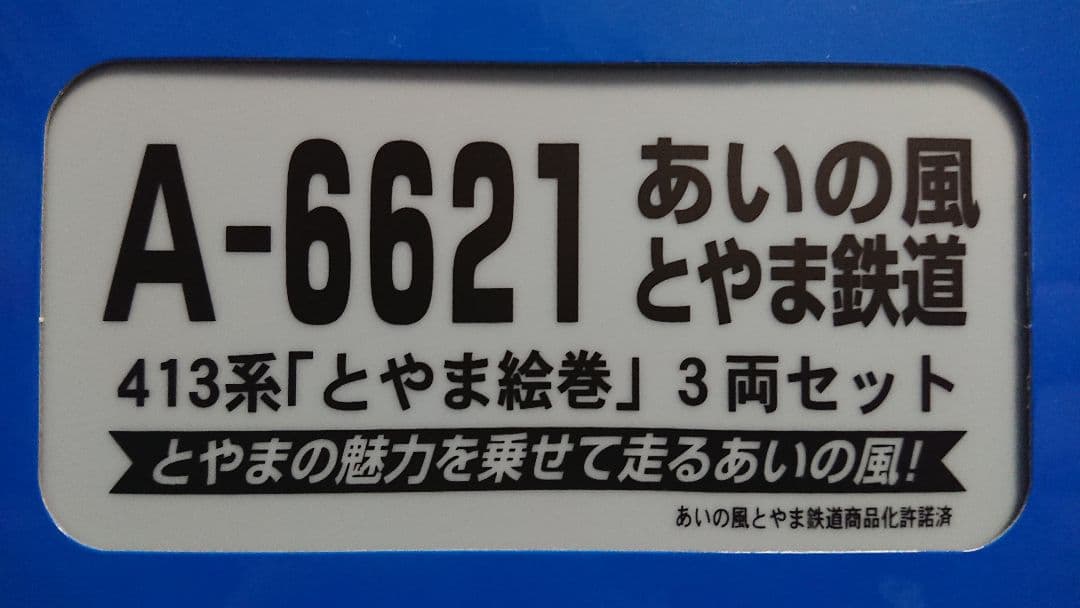 A-6621
あいの風
とやま鉄道
413系「とやま絵巻」3両セット
とやまの魅力を乗せて走るあいの風!
あいの風とやま鉄道商品化許諾済